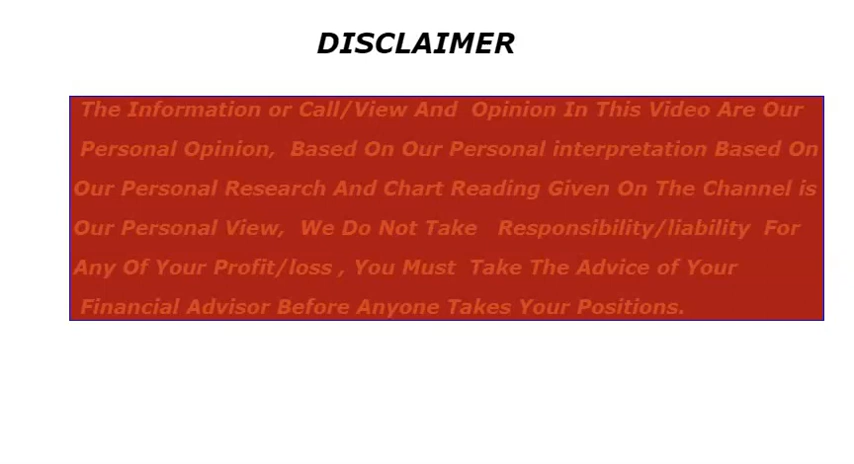 DISCLAIMER
The Information or Call/View And Opinion In This Video Are Our
Personal Opinion, Based On Our Personal interpretation Based On
Our Personal Research And Chart Reading Given On The Channel is
Our Personal View, We Do Not Take Responsibility/liability For
Any Of Your Profit/loss , You Must Take The Advice of Your
Financial Advisor Before Anyone Takes Your Positions.